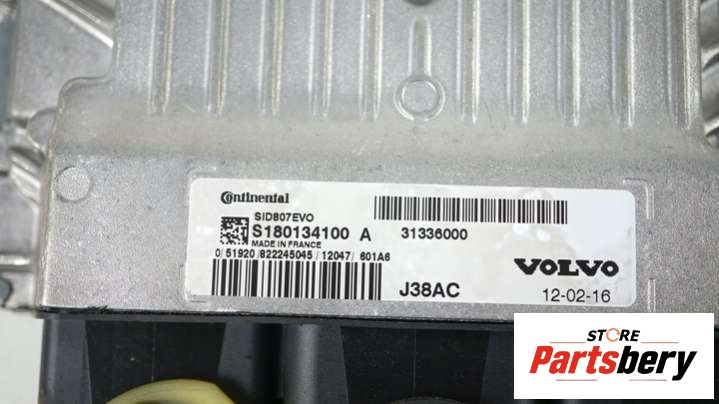 Continental
SID807EVO
S180134100 A
MADE IN FRANCE
0/51920/822245045/12047/601A6
31336000
J38AC
VOLVO
12-02-16
STORE
Partsbery